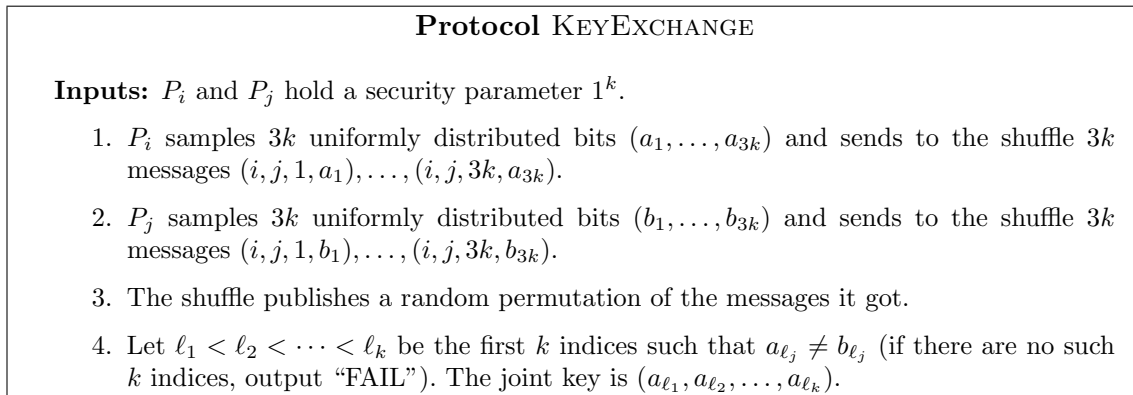 Protocol KEYEXCHANGE
Inputs: P_i and P_j hold a security parameter 1^k.
1. P_i samples 3k uniformly distributed bits (a_1, . . . , a_{3k}) and sends to the shuffle 3k
messages (i, j, 1, a_1), . . . , (i, j, 3k, a_{3k}).
2. P_j samples 3k uniformly distributed bits (b_1, . . . , b_{3k}) and sends to the shuffle 3k
messages (i, j, 1, b_1), . . . , (i, j, 3k, b_{3k}).
3. The shuffle publishes a random permutation of the messages it got.
4. Let ℓ_1 < ℓ_2 < · · · < ℓ_k be the first k indices such that a_{ℓ_j} ≠ b_{ℓ_j} (if there are no such
k indices, output “FAIL”). The joint key is (a_{ℓ_1}, a_{ℓ_2}, . . . , a_{ℓ_k}).